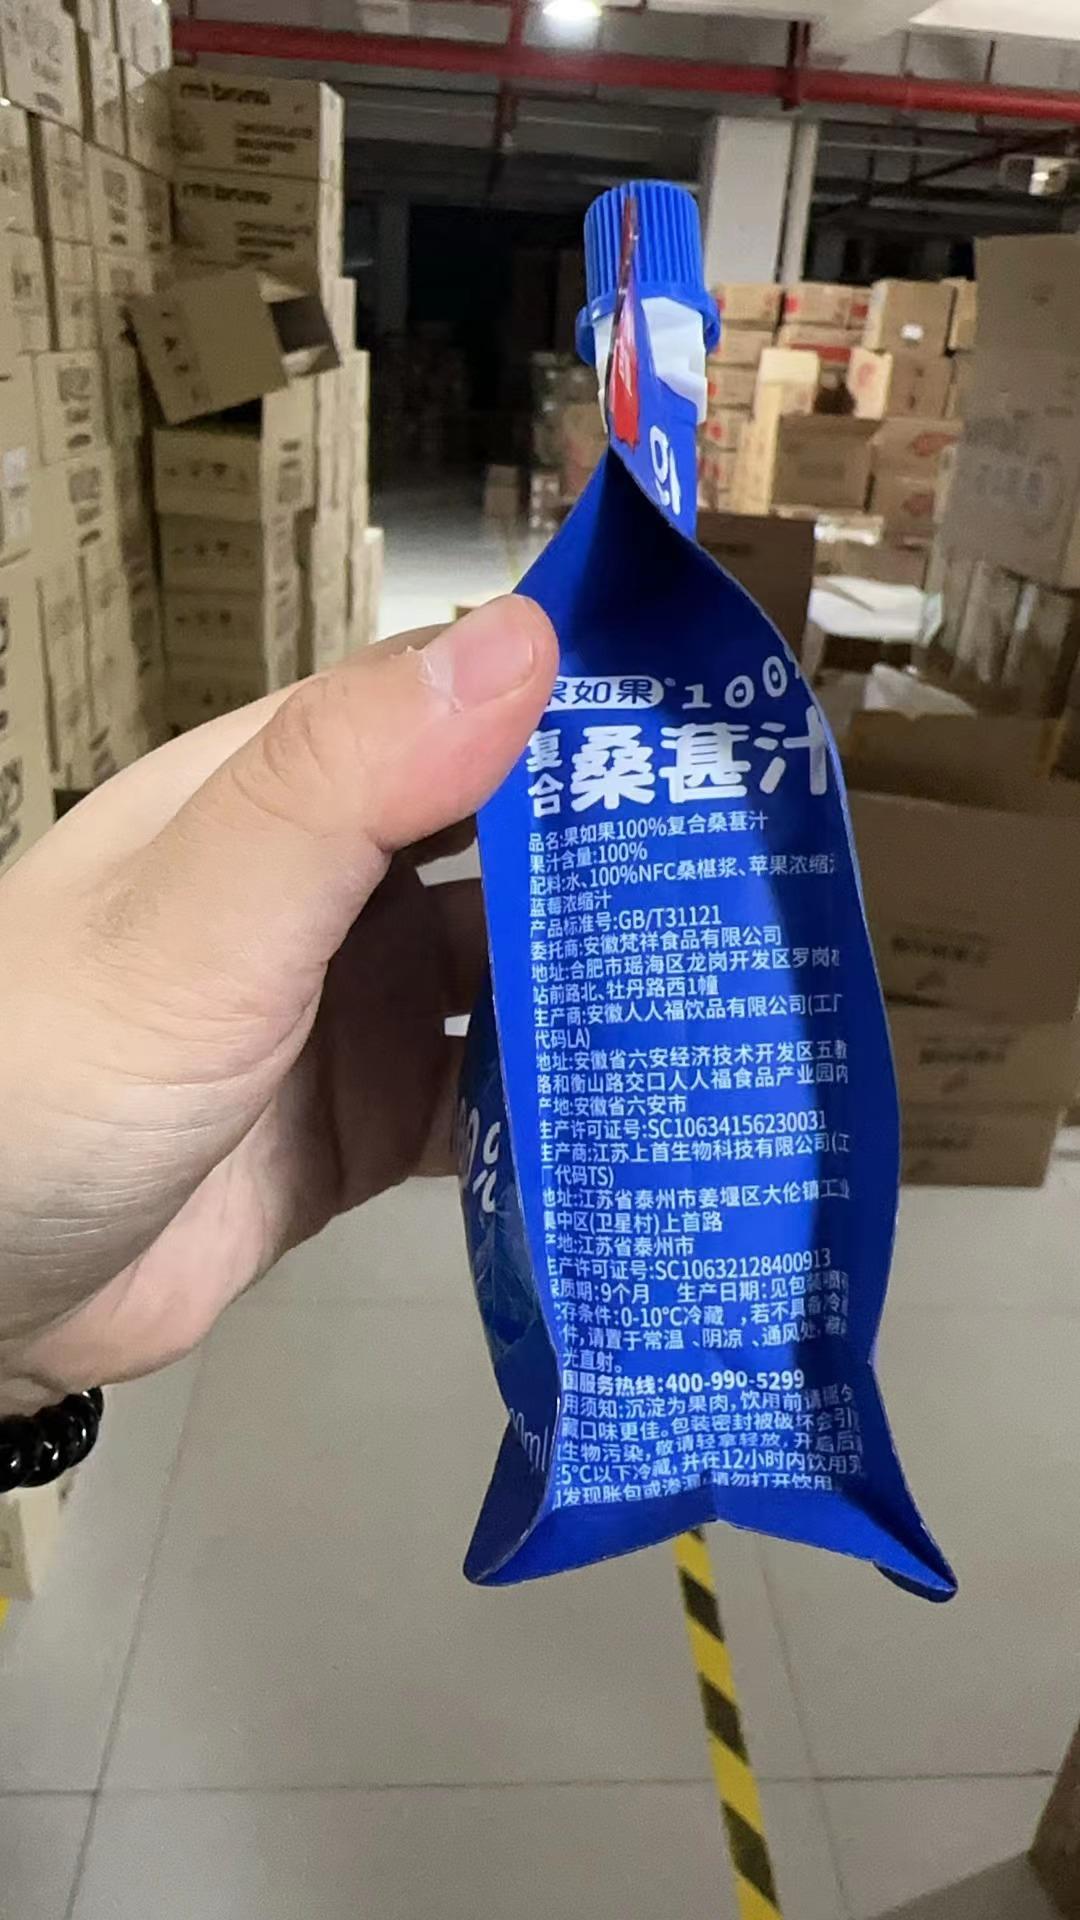 果如果 100%
复合桑葚汁
品名:果如果100%复合桑葚汁
果汁含量:100%
配料:水、100%NFC桑椹浆、苹果浓缩
蓝莓浓缩汁
产品标准号:GB/T31121
委托商:安徽梵祥食品有限公司
地址:合肥市瑶海区龙岗开发区罗岗
站前路北、牡丹路西1幢
生产商:安徽人人福饮品有限公司(工厂
代码LA)
地址:安徽省六安经济技术开发区五教
路和衡山路交口人人福食品产业园内
产地:安徽省六安市
生产许可证号:SC10634156230031
生产商:江苏上首生物科技有限公司(工
厂代码TS)
地址:江苏省泰州市姜堰区大伦镇工业
集中区(卫星村)上首路
产地:江苏省泰州市
生产许可证号:SC10632128400913
保质期:9个月 生产日期:见包装喷
存条件:0-10°C冷藏 ,若不具备冷
件,请置于常温、阴凉、通风处,避
光直射。
国服务热线:400-990-5299
用须知:沉淀为果肉,饮用前请摇匀
藏口味更佳。包装密封被破坏会引
生物污染,敬请轻拿轻放,开启后
5°C以下冷藏,并在12小时内饮用完
发现胀包或渗漏,请勿打开饮用